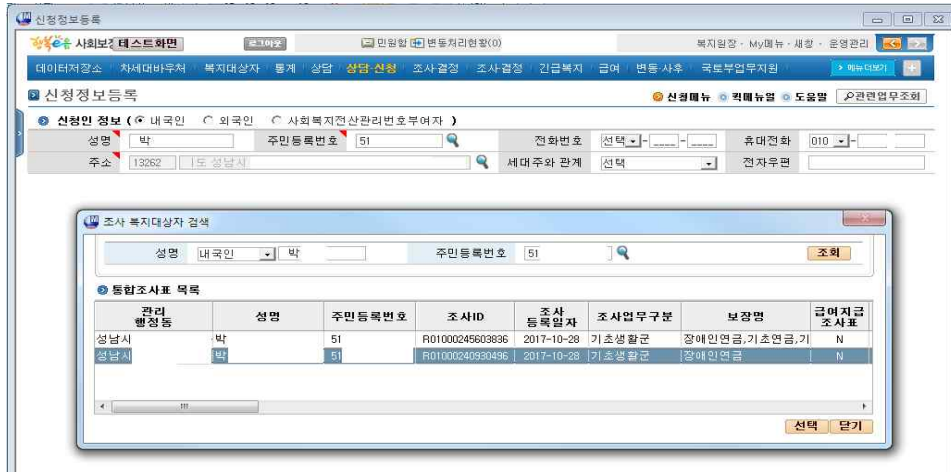 신청정보등록
행복e음 사회보장 테스트화면 로그아웃 민원함 변동처리현황(0) 복지원장 · My메뉴 · 새창 · 운영관리
데이터저장소 차세대바우처 복지대상자 통계 상담 상담·신청 조사결정 조사결정 긴급복지 급여 변동·사후 국토부업무지원 > 메뉴더보기 +
신청정보등록 신청메뉴 퀵메뉴얼 도움말 관련업무조회
신청인 정보 ( 내국인 외국인 사회복지전산관리번호부여자 )
성명 박 주민등록번호 51 전화번호 선택 - ____ - ____ 휴대전화 010 -
주소 13262 도 성남시 세대주와 관계 선택 전자우편
조사 복지대상자 검색
성명 내국인 박 주민등록번호 51 조회
통합조사표 목록
관리 행정동 성명 주민등록번호 조사ID 조사 등록일자 조사업무구분 보장명 급여지급 조사표
성남시 박 51 R01000245603836 2017-10-28 기초생활군 장애인연금,기초연금,기 N
성남시 박 51 R01000240930496 2017-10-28 기초생활군 장애인연금 N
선택 닫기